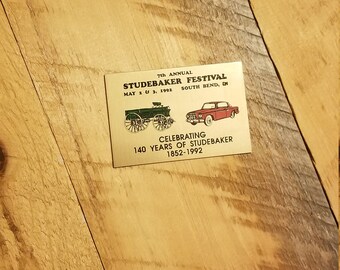 7th ANNUAL
STUDEBAKER FESTIVAL
MAY 1 & 2, 1992 SOUTH BEND, IN
CELEBRATING
140 YEARS OF STUDEBAKER
1852-1992